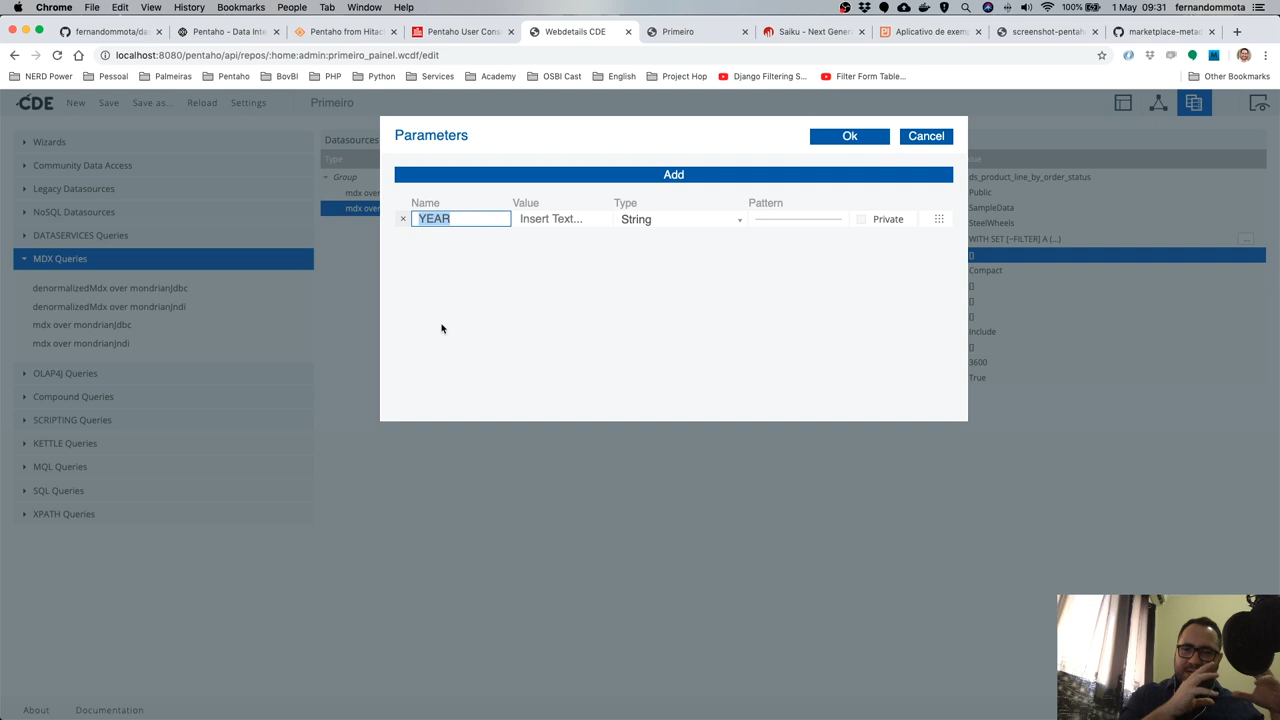 Chrome File Edit View History Bookmarks People Tab Window Help 100% 1 May 09:31 fernandommota
fernandommota/da Pentaho - Data Inte Pentaho from Hitac Pentaho User Cons Webdetails CDE Primeiro Saiku - Next Gener Aplicativo de exemp screenshot-pentah marketplace-metad
localhost:8080/pentaho/api/repos/:home:admin:primeiro_painel.wcdf/edit
NERD Power Pessoal Palmeiras Pentaho BovBI PHP Python Services Academy OSBI Cast English Project Hop Django Filtering S... Filter Form Table... Other Bookmarks
CDE New Save Save as... Reload Settings Primeiro
Parameters Ok Cancel
Add
Name Value Type Pattern
× YEAR Insert Text... String Private
Wizards
Community Data Access
Legacy Datasources
NoSQL Datasources
DATASERVICES Queries
MDX Queries
denormalizedMdx over mondrianJdbc
denormalizedMdx over mondrianJndi
mdx over mondrianJdbc
mdx over mondrianJndi
OLAP4J Queries
Compound Queries
SCRIPTING Queries
KETTLE Queries
MQL Queries
SQL Queries
XPATH Queries
Datasources
Type
Group
mdx over
mdx over
alue
ds_product_line_by_order_status
Public
SampleData
SteelWheels
WITH SET [~FILTER] A (...) ...
[]
Compact
[]
[]
[]
Include
[]
3600
True
About Documentation